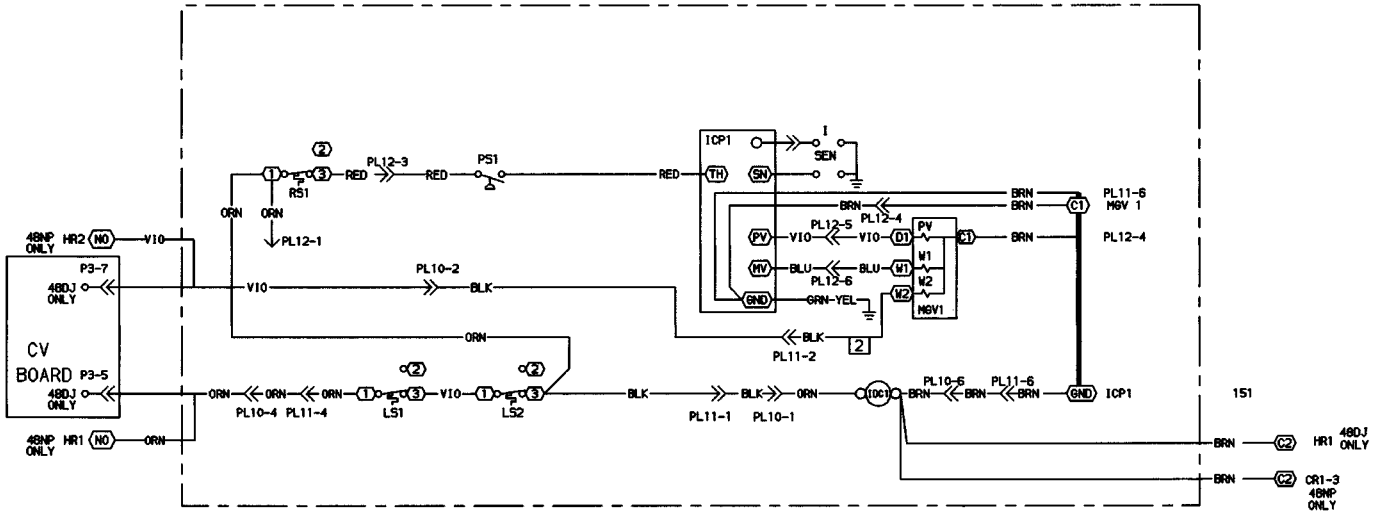 ICP1
I
SEN
2
PL12-3
PS1
1
3
RED
RED
RED
TH
SN
RS1
BRN
PL11-6
ORN
ORN
BRN
BRN
C1
MGV 1
PL12-4
PL12-1
PL12-5
PV
48NP
ONLY
HR2
NO
VIO
PV
VIO
VIO
D1
C1
BRN
PL12-4
P3-7
PL10-2
W1
MV
BLU
BLU
W1
PL12-6
W2
48DJ
ONLY
VIO
BLK
W2
GND
GRN-YEL
MGV1
ORN
BLK
2
PL11-2
CV
BOARD
P3-5
2
2
48DJ
ONLY
ORN
ORN
ORN
1
3
VIO
1
3
BLK
BLK
ORN
IDC1
PL10-6
PL11-6
BRN
BRN
BRN
GND
ICP1
151
PL10-4
PL11-4
LS1
LS2
PL11-1
PL10-1
48NP
ONLY
HR1
NO
ORN
BRN
C2
HR1
48DJ
ONLY
BRN
C2
CR1-3
48NP
ONLY